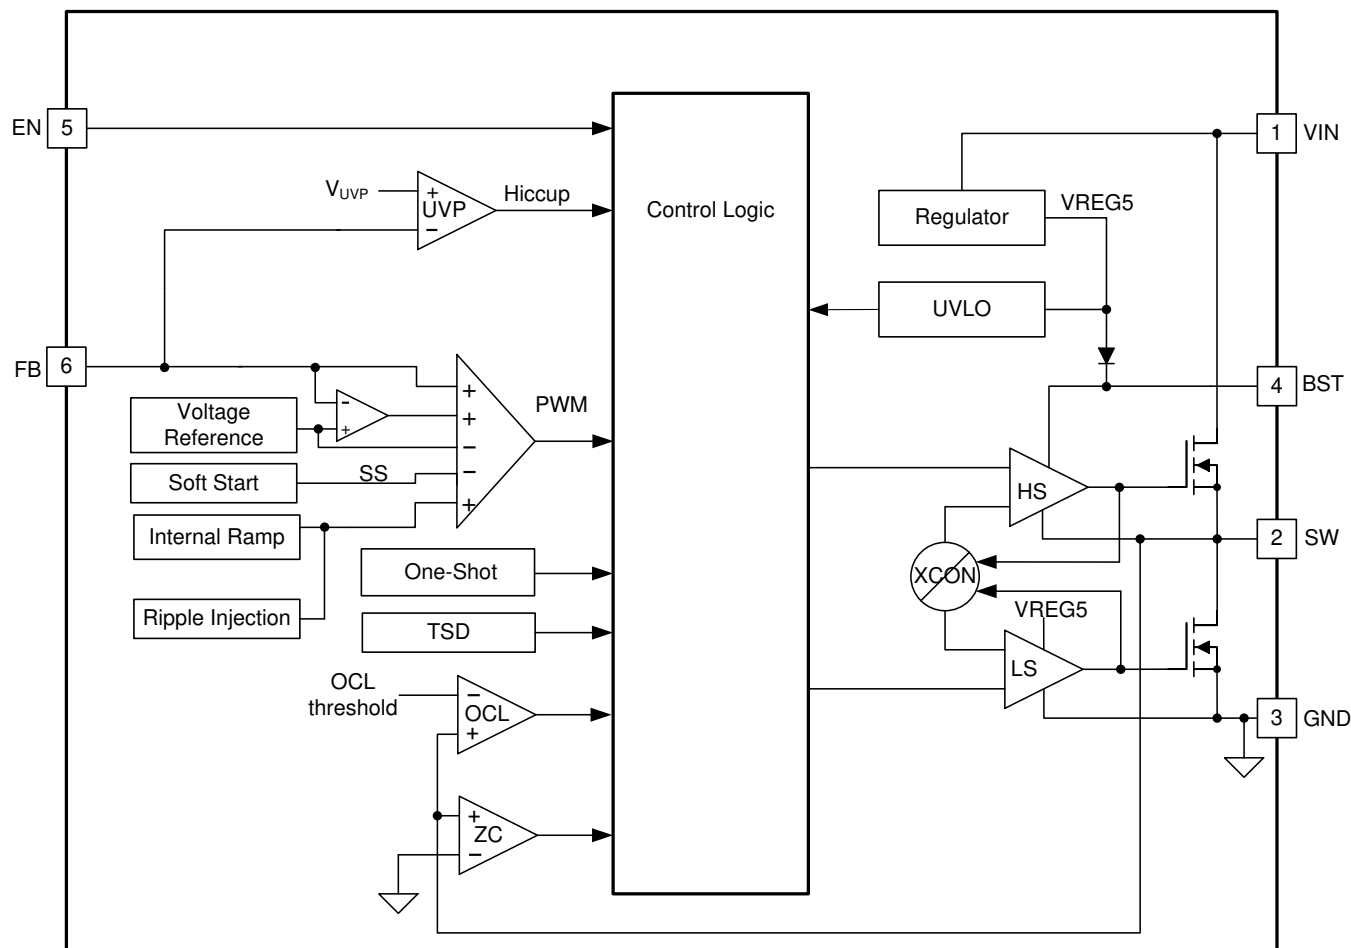 EN
5
1
VIN
VUVP
+
UVP
−
Hiccup
Control Logic
Regulator
VREG5
UVLO
FB
6
4
BST
Voltage
Reference
-
+
+
+
−
−
+
PWM
Soft Start
SS
Internal Ramp
Ripple Injection
HS
2
SW
One-Shot
XCON
TSD
VREG5
LS
OCL
threshold
−
OCL
+
3
GND
+
ZC
−